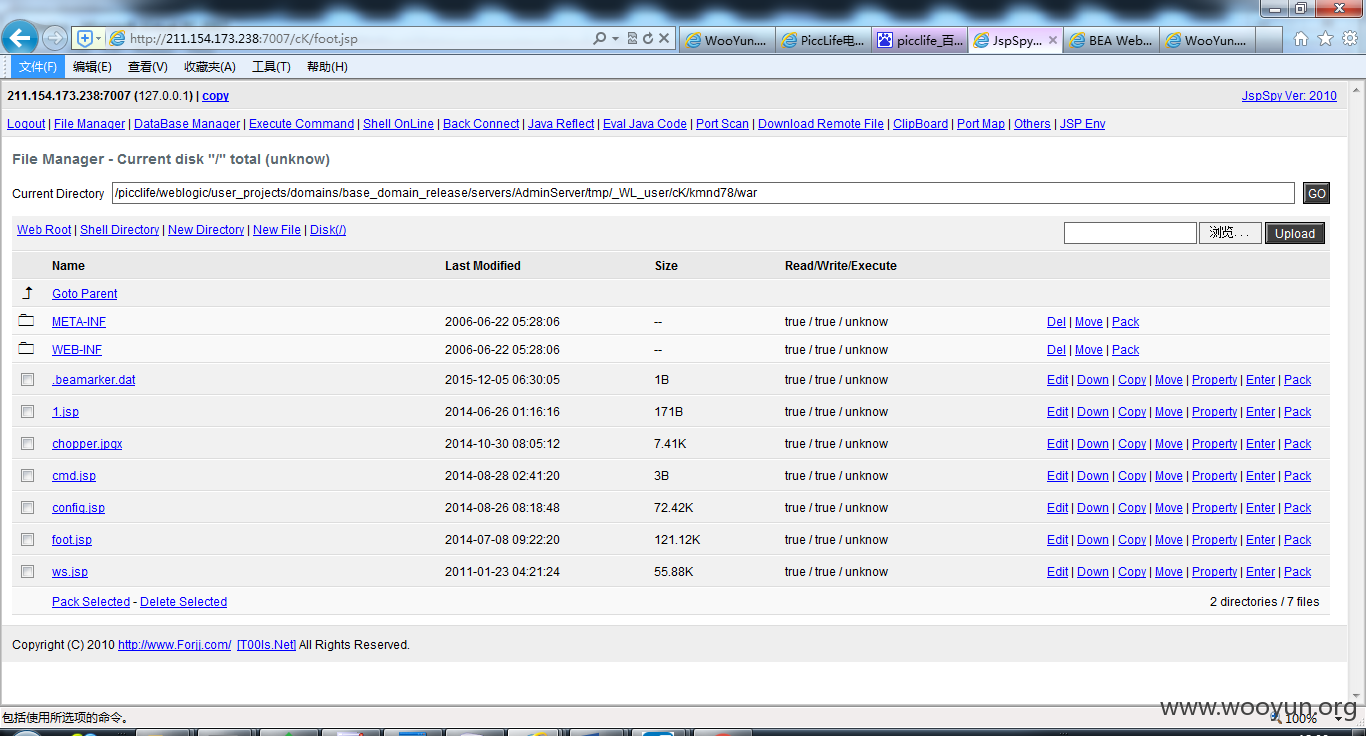 http://211.154.173.238:7007/cK/foot.jsp
WooYun....
PiccLife电...
picclife_百...
JspSpy...
BEA Web...
WooYun....
文件(F) 编辑(E) 查看(V) 收藏夹(A) 工具(T) 帮助(H)
211.154.173.238:7007 (127.0.0.1) | copy
JspSpy Ver: 2010
Logout | File Manager | DataBase Manager | Execute Command | Shell OnLine | Back Connect | Java Reflect | Eval Java Code | Port Scan | Download Remote File | ClipBoard | Port Map | Others | JSP Env
File Manager - Current disk "/" total (unknow)
Current Directory /picclife/weblogic/user_projects/domains/base_domain_release/servers/AdminServer/tmp/_WL_user/cK/kmnd78/war GO
Web Root | Shell Directory | New Directory | New File | Disk(/) 浏览... Upload
Name Last Modified Size Read/Write/Execute
Goto Parent
META-INF 2006-06-22 05:28:06 -- true / true / unknow Del | Move | Pack
WEB-INF 2006-06-22 05:28:06 -- true / true / unknow Del | Move | Pack
.beamarker.dat 2015-12-05 06:30:05 1B true / true / unknow Edit | Down | Copy | Move | Property | Enter | Pack
1.jsp 2014-06-26 01:16:16 171B true / true / unknow Edit | Down | Copy | Move | Property | Enter | Pack
chopper.jpgx 2014-10-30 08:05:12 7.41K true / true / unknow Edit | Down | Copy | Move | Property | Enter | Pack
cmd.jsp 2014-08-28 02:41:20 3B true / true / unknow Edit | Down | Copy | Move | Property | Enter | Pack
config.jsp 2014-08-26 08:18:48 72.42K true / true / unknow Edit | Down | Copy | Move | Property | Enter | Pack
foot.jsp 2014-07-08 09:22:20 121.12K true / true / unknow Edit | Down | Copy | Move | Property | Enter | Pack
ws.jsp 2011-01-23 04:21:24 55.88K true / true / unknow Edit | Down | Copy | Move | Property | Enter | Pack
Pack Selected - Delete Selected 2 directories / 7 files
Copyright (C) 2010 http://www.Forjj.com/ [T00ls.Net] All Rights Reserved.
www.wooyun.org
包括使用所选项的命令。 100%